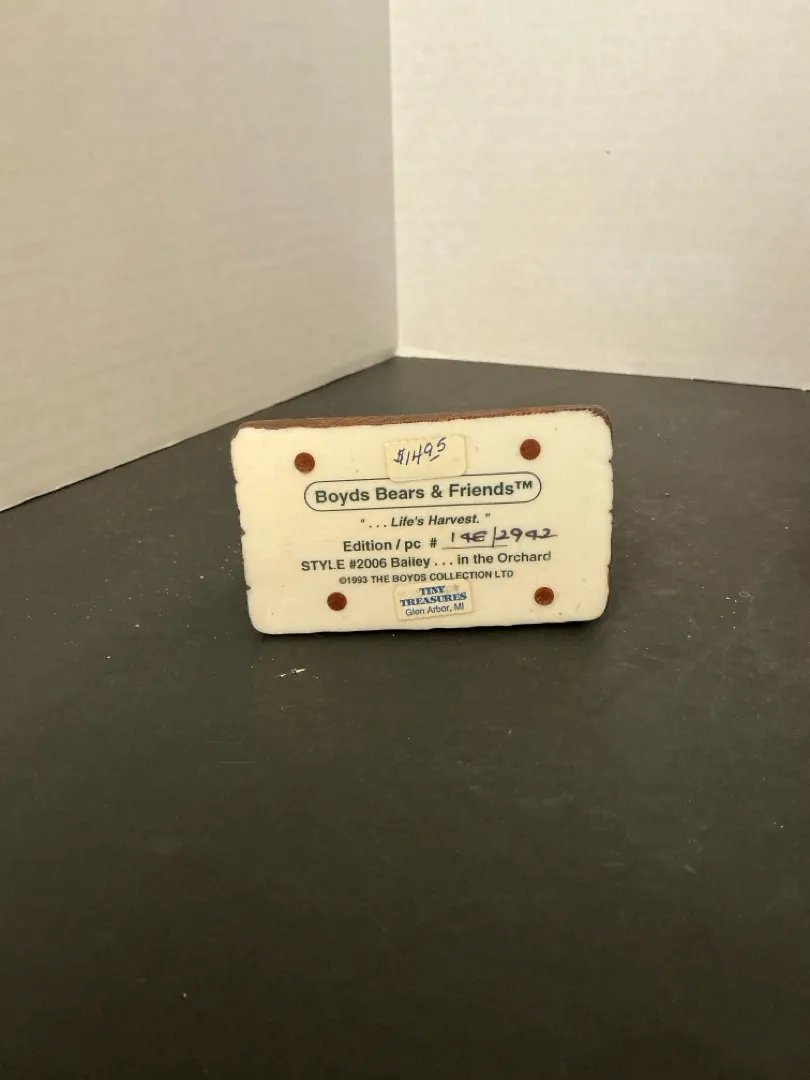 $14.95
Boyds Bears & Friends™
"... Life's Harvest."
Edition / pc # 14E/2942
STYLE #2006 Bailey... in the Orchard
©1993 THE BOYDS COLLECTION LTD
TINY
TREASURES
Glen Arbor, MI